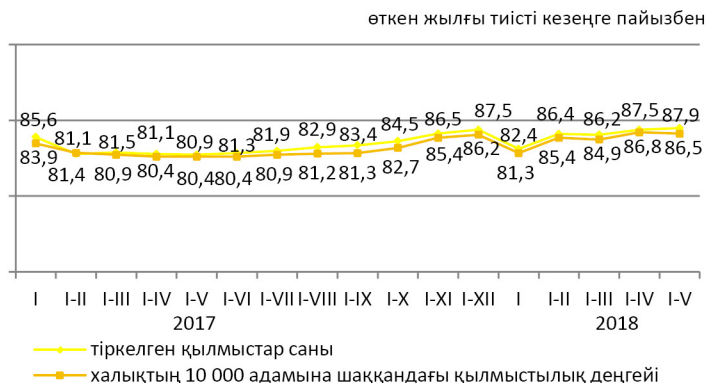 өткен жылғы тиісті кезеңге пайызбен
85,6 81,1 81,5 81,1 80,9 81,3 81,9 82,9 83,4 84,5 86,5 87,5 82,4 86,4 86,2 87,5 87,9
83,9 81,4 80,9 80,4 80,4 80,4 80,9 81,2 81,3 82,7 85,4 86,2 81,3 85,4 84,9 86,8 86,5
I I-II I-III I-IV I-V I-VI I-VII I-VIII I-IX I-X I-XI I-XII I I-II I-III I-IV I-V
2017 2018
тіркелген қылмыстар саны
халықтың 10 000 адамына шаққандағы қылмыстылық деңгейі